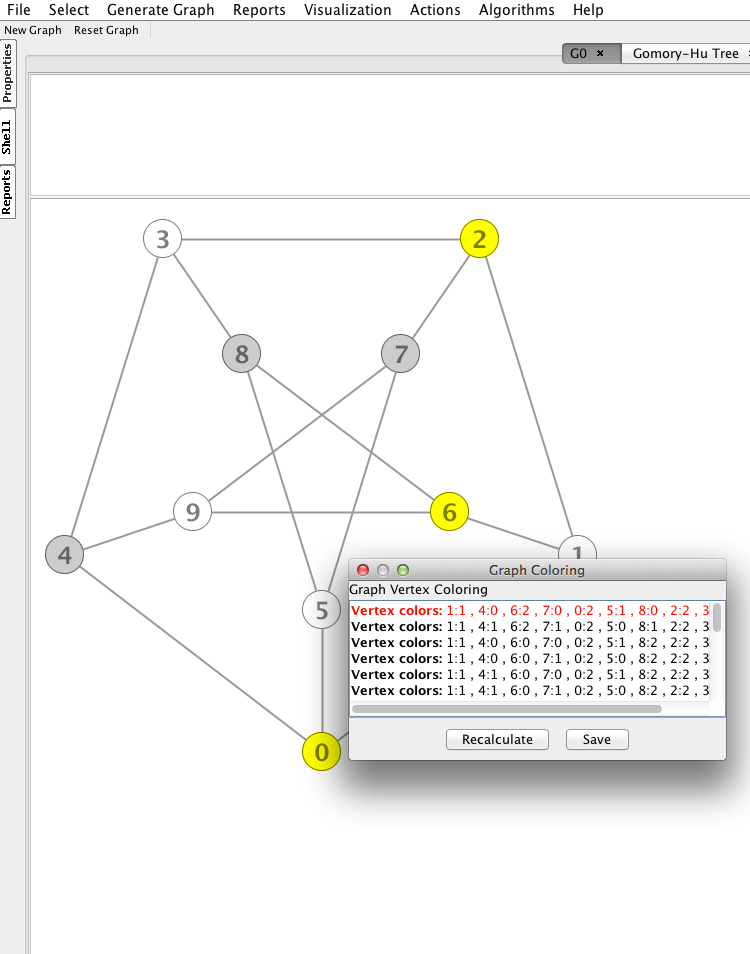 File Select Generate Graph Reports Visualization Actions Algorithms Help
New Graph Reset Graph
Properties
Shell
Reports
G0 × Gomory-Hu Tree
3
2
8
7
9
6
4
1
5
0
Graph Coloring
Graph Vertex Coloring
Vertex colors: 1:1 , 4:0 , 6:2 , 7:0 , 0:2 , 5:1 , 8:0 , 2:2 , 3
Vertex colors: 1:1 , 4:1 , 6:2 , 7:1 , 0:2 , 5:0 , 8:1 , 2:2 , 3
Vertex colors: 1:1 , 4:0 , 6:0 , 7:0 , 0:2 , 5:1 , 8:2 , 2:2 , 3
Vertex colors: 1:1 , 4:0 , 6:0 , 7:1 , 0:2 , 5:0 , 8:2 , 2:2 , 3
Vertex colors: 1:1 , 4:1 , 6:0 , 7:0 , 0:2 , 5:1 , 8:2 , 2:2 , 3
Vertex colors: 1:1 , 4:1 , 6:0 , 7:1 , 0:2 , 5:0 , 8:2 , 2:2 , 3
Recalculate Save